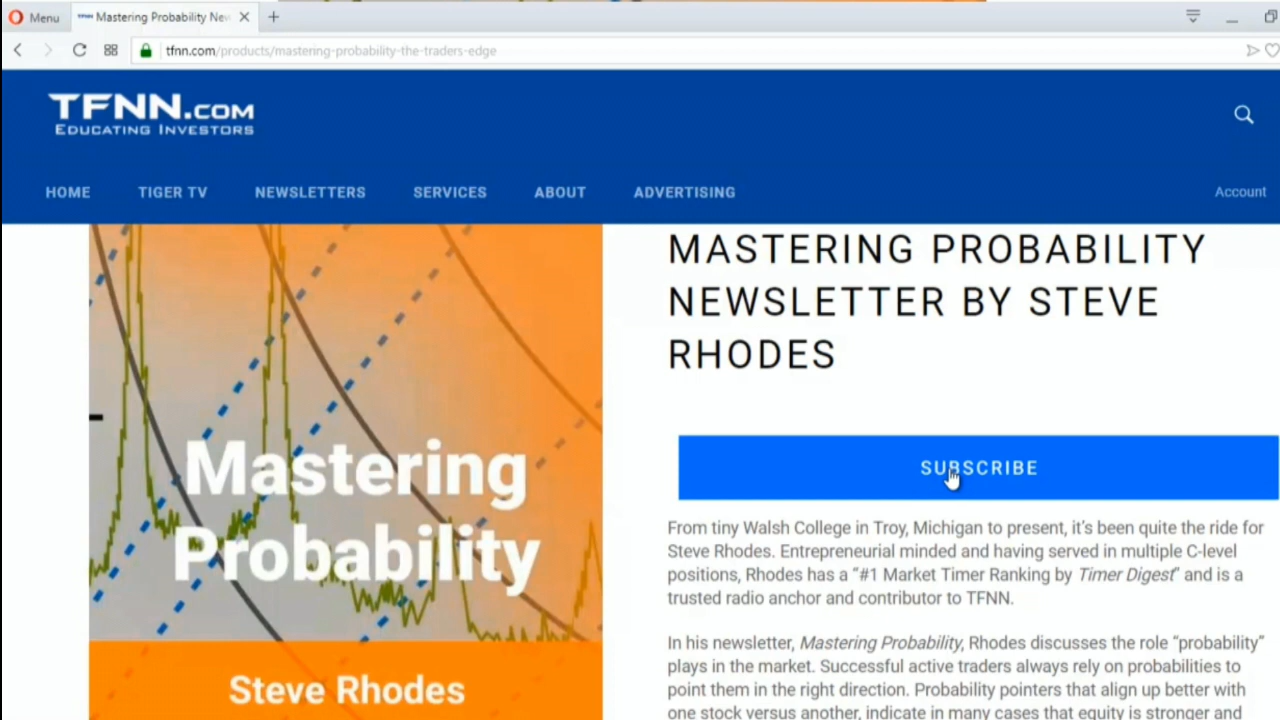 Menu
TFNN Mastering Probability New
tfnn.com/products/mastering-probability-the-traders-edge
TFNN.COM
EDUCATING INVESTORS
HOME TIGER TV NEWSLETTERS SERVICES ABOUT ADVERTISING Account
MASTERING PROBABILITY
NEWSLETTER BY STEVE
RHODES
Mastering
Probability
Steve Rhodes
SUBSCRIBE
From tiny Walsh College in Troy, Michigan to present, it's been quite the ride for
Steve Rhodes. Entrepreneurial minded and having served in multiple C-level
positions, Rhodes has a “#1 Market Timer Ranking by Timer Digest” and is a
trusted radio anchor and contributor to TFNN.
In his newsletter, Mastering Probability, Rhodes discusses the role “probability”
plays in the market. Successful active traders always rely on probabilities to
point them in the right direction. Probability pointers that align up better with
one stock versus another, indicate in many cases that equity is stronger and